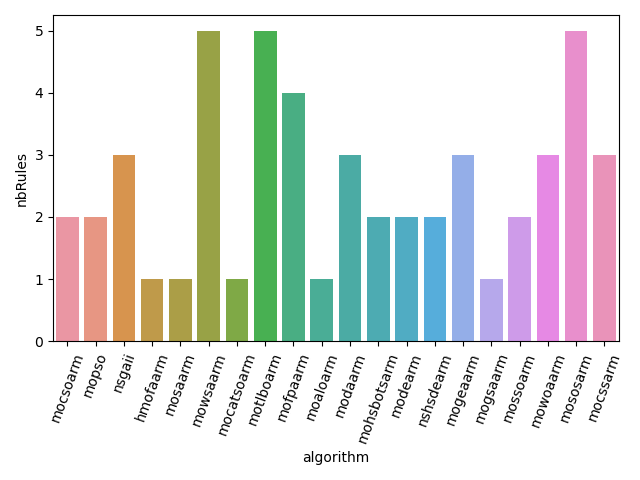 5
4
3
2
1
0
nbRules
mocsoarm
mopso
nsgaii
hmofaarm
mosaarm
mowsaarm
mocatsoarm
motlboarm
mofpaarm
moaloarm
modaarm
mohsbotsarm
modearm
nshsdearm
mogeaarm
mogsaarm
mossoarm
mowoaarm
mososarm
mocssarm
algorithm